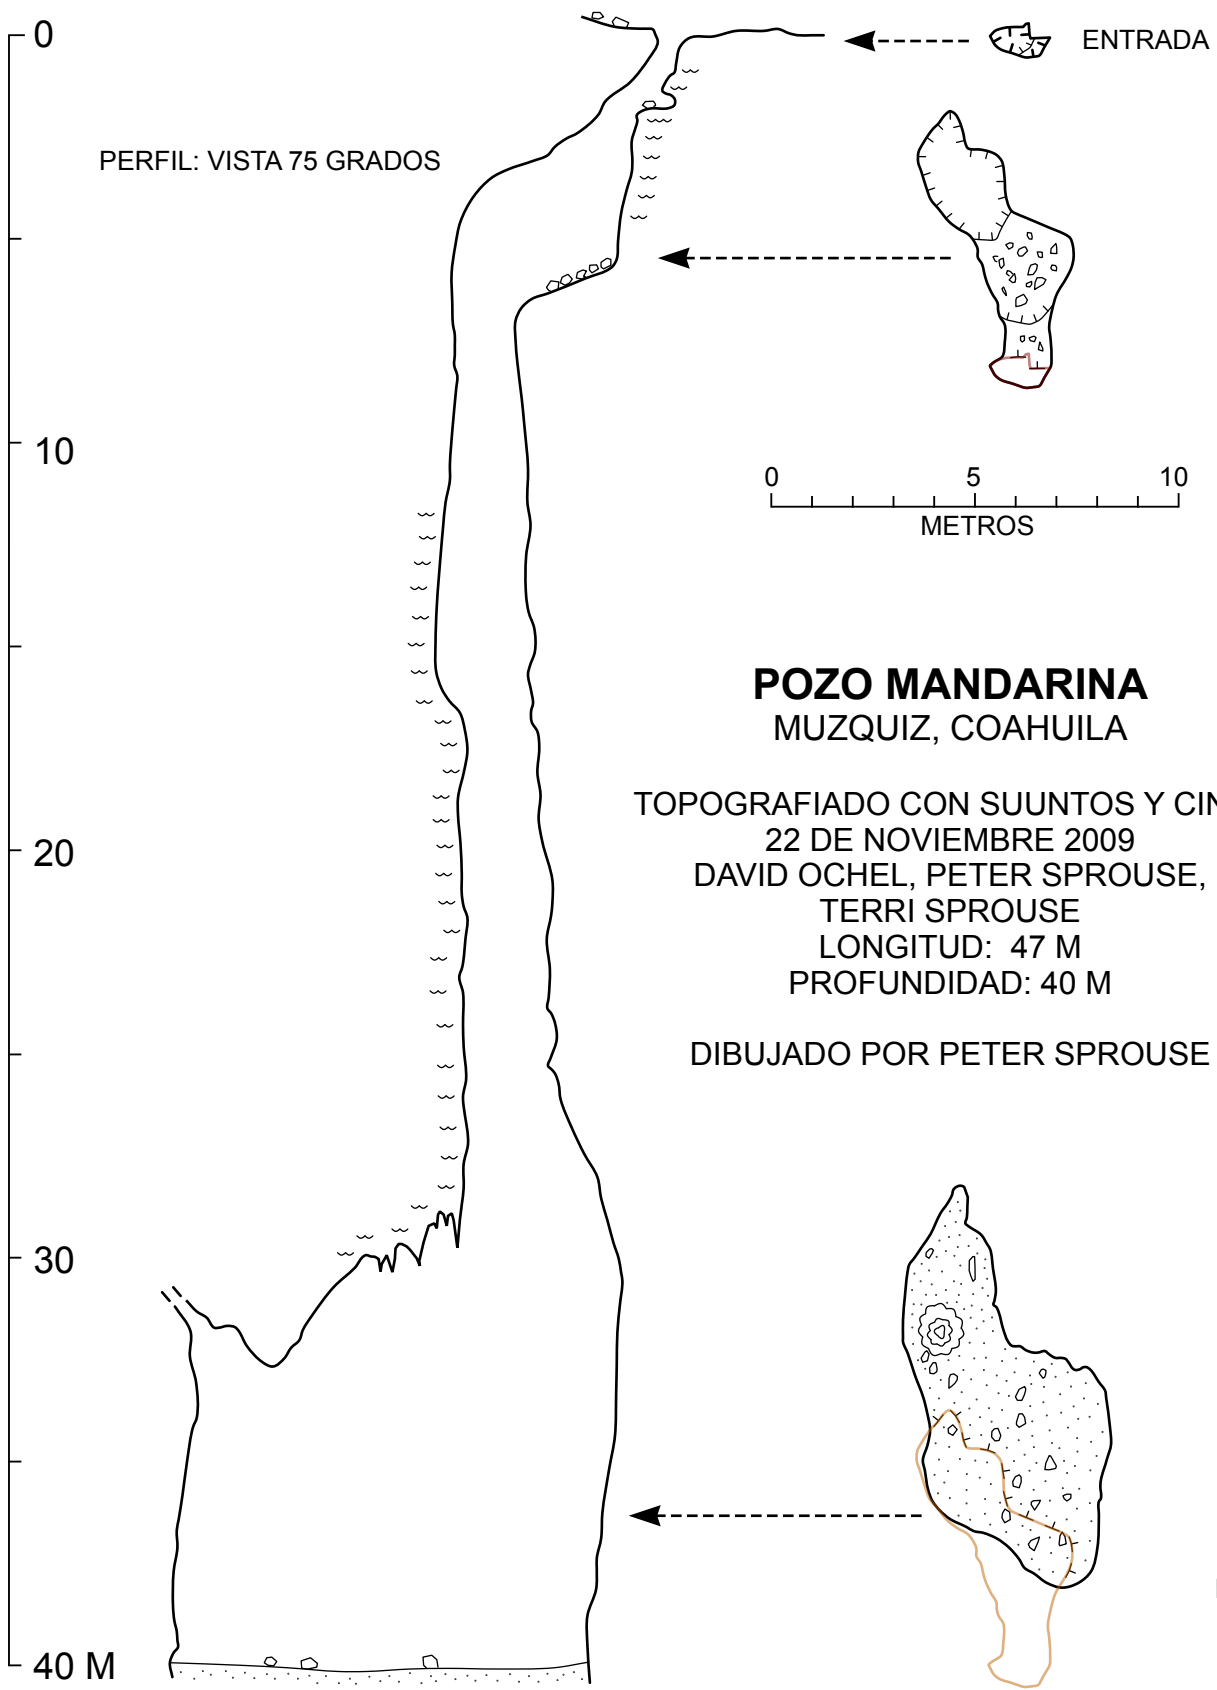 0
ENTRADA
PERFIL: VISTA 75 GRADOS
10
0 5 10
METROS
POZO MANDARINA
MUZQUIZ, COAHUILA
TOPOGRAFIADO CON SUUNTOS Y
22 DE NOVIEMBRE 2009
DAVID OCHEL, PETER SPROUSE,
TERRI SPROUSE
LONGITUD: 47 M
PROFUNDIDAD: 40 M
DIBUJADO POR PETER SPROUSE
20
30
40 M